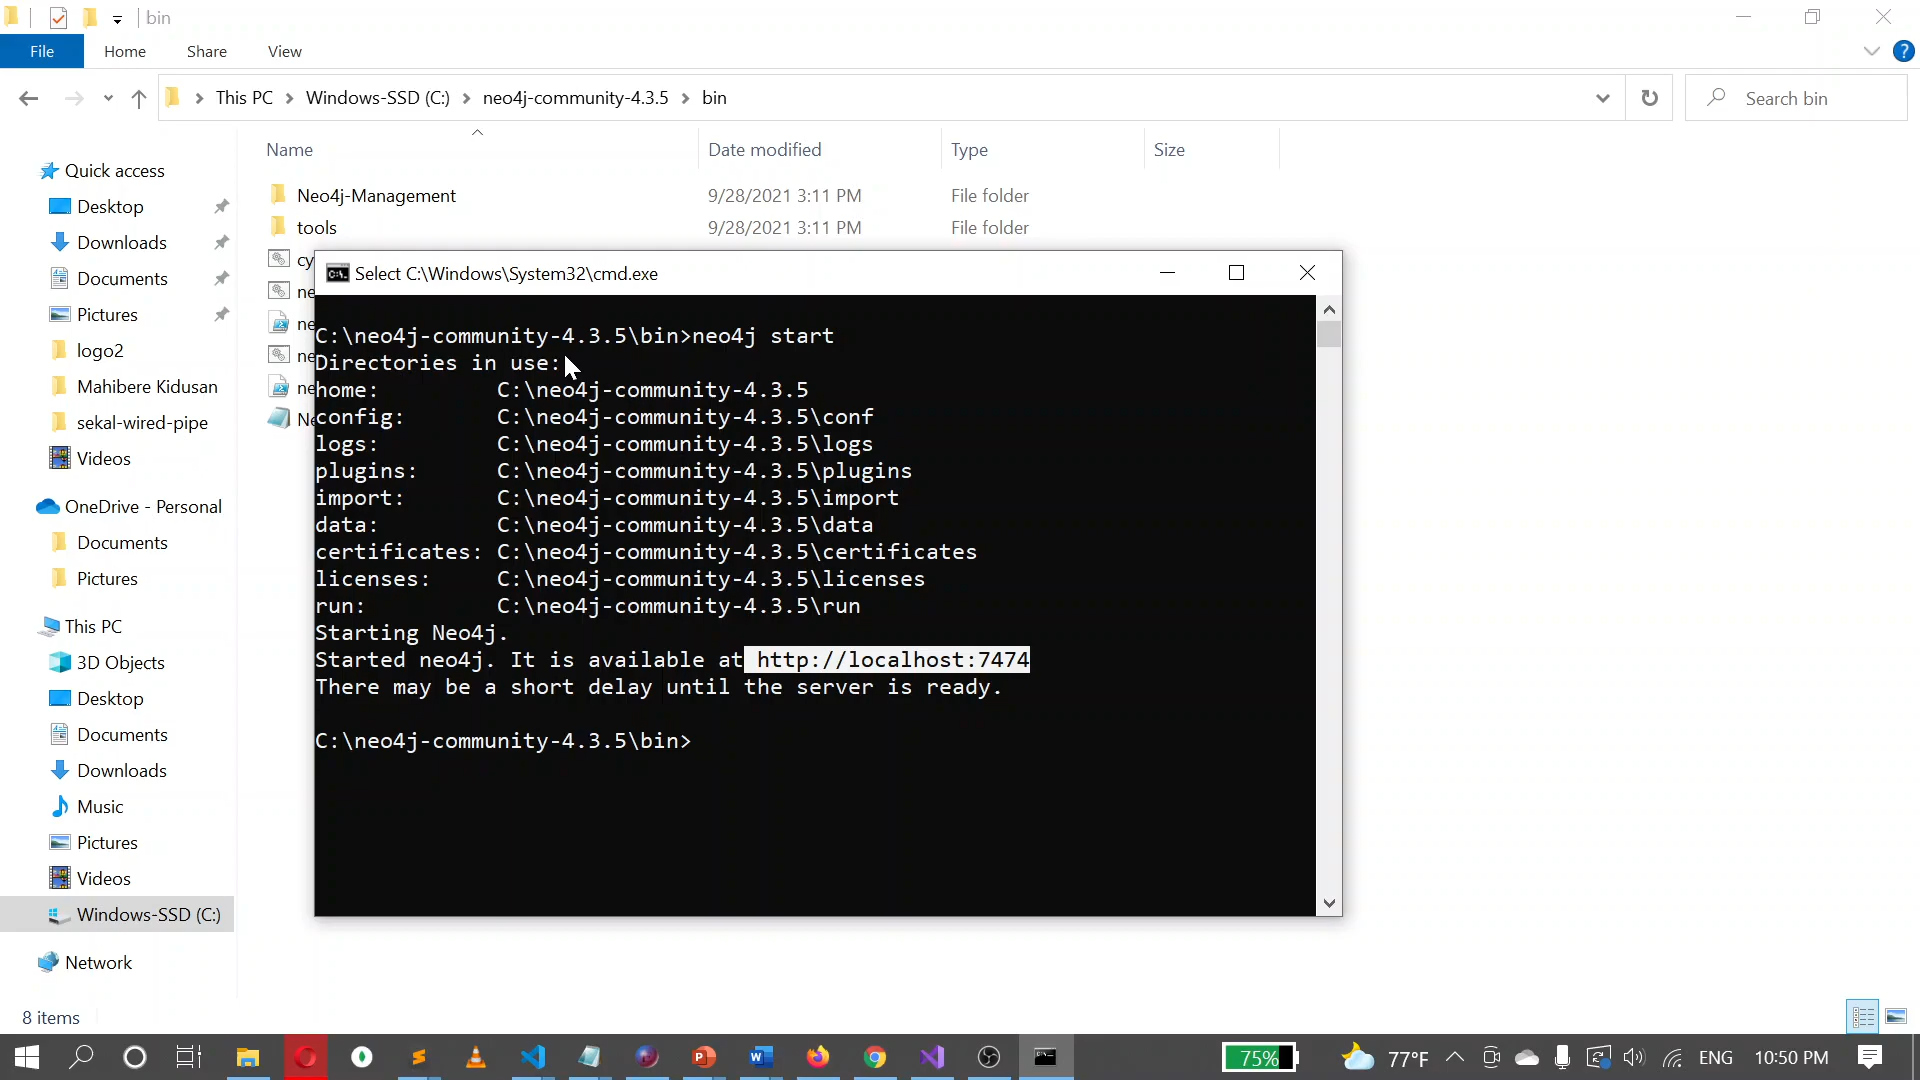 bin
File
Home
Share
View
This PC
Windows-SSD (C:)
neo4j-community-4.3.5
bin
Search bin
Name
Date modified
Type
Size
Neo4j-Management
9/28/2021 3:11 PM
File folder
tools
9/28/2021 3:11 PM
File folder
Quick access
Desktop
Downloads
Documents
Pictures
logo2
Mahibere Kidusan
sekal-wired-pipe
Videos
OneDrive - Personal
Documents
Pictures
This PC
3D Objects
Desktop
Documents
Downloads
Music
Pictures
Videos
Windows-SSD (C:)
Network
Select C:\Windows\System32\cmd.exe
C:\neo4j-community-4.3.5\bin>neo4j start
Directories in use:
home:         C:\neo4j-community-4.3.5
config:       C:\neo4j-community-4.3.5\conf
logs:         C:\neo4j-community-4.3.5\logs
plugins:      C:\neo4j-community-4.3.5\plugins
import:       C:\neo4j-community-4.3.5\import
data:         C:\neo4j-community-4.3.5\data
certificates: C:\neo4j-community-4.3.5\certificates
licenses:     C:\neo4j-community-4.3.5\licenses
run:          C:\neo4j-community-4.3.5\run
Starting Neo4j.
Started neo4j. It is available at http://localhost:7474
There may be a short delay until the server is ready.
C:\neo4j-community-4.3.5\bin>
8 items
75%
77°F
ENG
10:50 PM